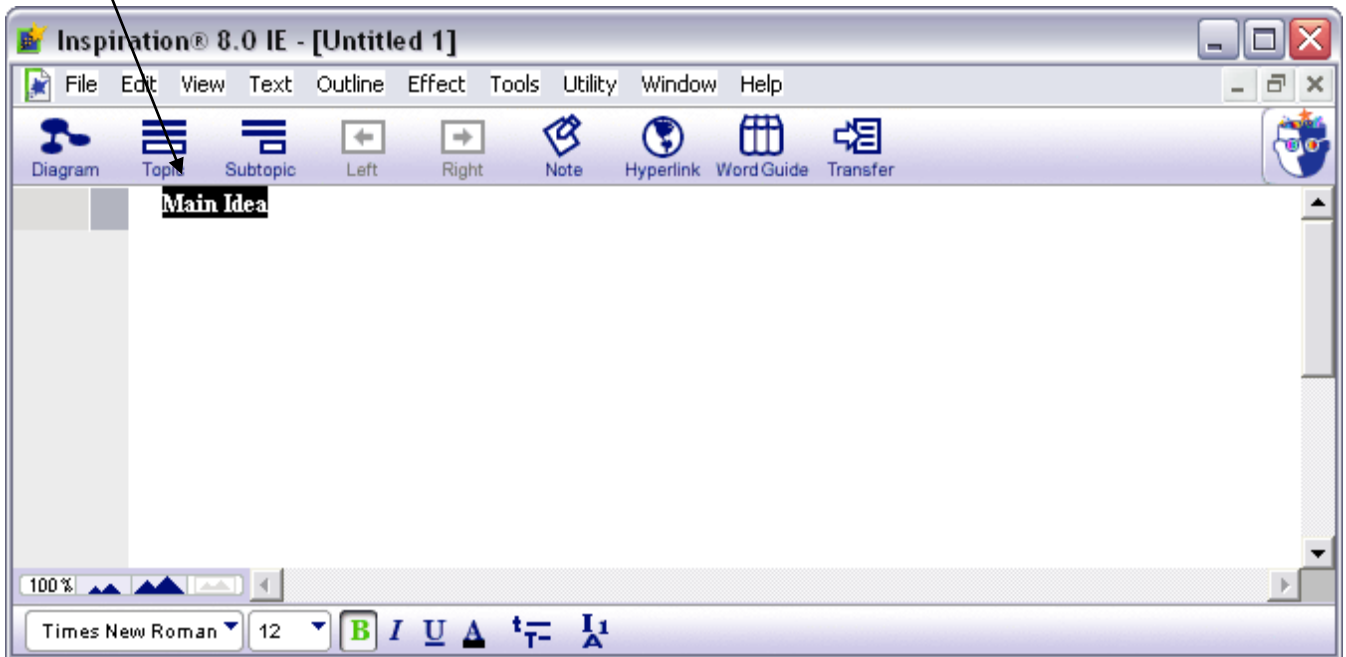 Inspiration® 8.0 IE - [Untitled 1]
File Edit View Text Outline Effect Tools Utility Window Help
Diagram Topic Subtopic Left Right Note Hyperlink Word Guide Transfer
Main Idea
100%
Times New Roman 12 B I U A